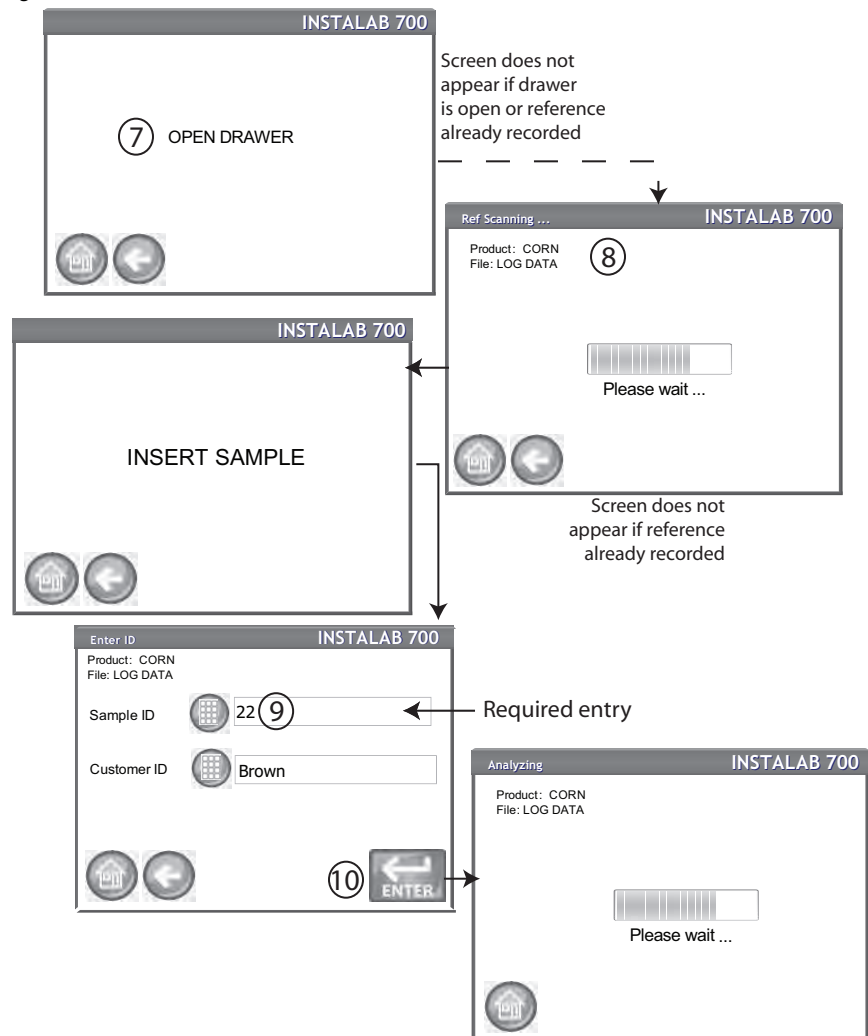 INSTALAB 700
7 OPEN DRAWER
Screen does not
appear if drawer
is open or reference
already recorded
Ref Scanning ... INSTALAB 700
Product: CORN
File: LOG DATA
8
Please wait ...
Screen does not
appear if reference
already recorded
INSTALAB 700
INSERT SAMPLE
Enter ID INSTALAB 700
Product: CORN
File: LOG DATA
Sample ID 22 9
Required entry
Customer ID Brown
10 ENTER
Analyzing INSTALAB 700
Product: CORN
File: LOG DATA
Please wait ...